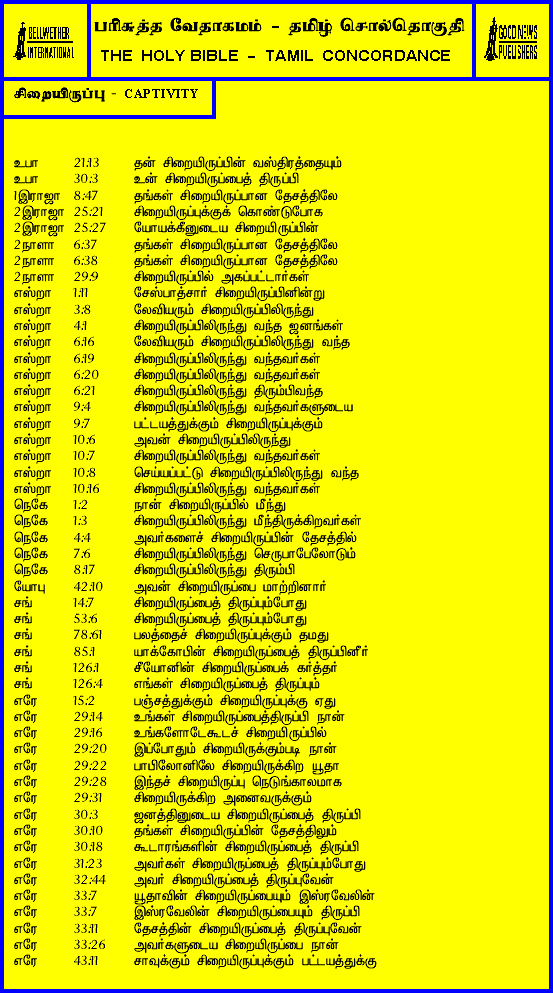 BELLWETHER
INTERNATIONAL
பரிசுத்த வேதாகமம் - தமிழ் சொல்தொகுதி
THE HOLY BIBLE - TAMIL CONCORDANCE
GOOD NEWS
PUBLISHERS
சிறையிருப்பு - CAPTIVITY
உபா 21:13 தன் சிறையிருப்பின் வஸ்திரத்தையும்
உபா 30:3 உன் சிறையிருப்பைத் திருப்பி
1இராஜா 8:47 தங்கள் சிறையிருப்பான தேசத்திலே
2இராஜா 25:21 சிறையிருப்புக்குக் கொண்டுபோக
2இராஜா 25:27 யோயக்கீனுடைய சிறையிருப்பின்
2நாளா 6:37 தங்கள் சிறையிருப்பான தேசத்திலே
2நாளா 6:38 தங்கள் சிறையிருப்பான தேசத்திலே
2நாளா 29:9 சிறையிருப்பில் அகப்பட்டார்கள்
எஸ்றா 1:11 சேஸ்பாத்சார் சிறையிருப்பினின்று
எஸ்றா 3:8 லேவியரும் சிறையிருப்பிலிருந்து
எஸ்றா 4:1 சிறையிருப்பிலிருந்து வந்த ஜனங்கள்
எஸ்றா 6:16 லேவியரும் சிறையிருப்பிலிருந்து வந்த
எஸ்றா 6:19 சிறையிருப்பிலிருந்து வந்தவர்கள்
எஸ்றா 6:20 சிறையிருப்பிலிருந்து வந்தவர்கள்
எஸ்றா 6:21 சிறையிருப்பிலிருந்து திரும்பிவந்த
எஸ்றா 9:4 சிறையிருப்பிலிருந்து வந்தவர்களுடைய
எஸ்றா 9:7 பட்டயத்துக்கும் சிறையிருப்புக்கும்
எஸ்றா 10:6 அவன் சிறையிருப்பிலிருந்து
எஸ்றா 10:7 சிறையிருப்பிலிருந்து வந்தவர்கள்
எஸ்றா 10:8 செய்யப்பட்டு சிறையிருப்பிலிருந்து வந்த
எஸ்றா 10:16 சிறையிருப்பிலிருந்து வந்தவர்கள்
நெகே 1:2 நான் சிறையிருப்பில் மீந்து
நெகே 1:3 சிறையிருப்பிலிருந்து மீந்திருக்கிறவர்கள்
நெகே 4:4 அவர்களைச் சிறையிருப்பின் தேசத்தில்
நெகே 7:6 சிறையிருப்பிலிருந்து செருபாபேலோடும்
நெகே 8:17 சிறையிருப்பிலிருந்து திரும்பி
யோபு 42:10 அவன் சிறையிருப்பை மாற்றினார்
சங் 14:7 சிறையிருப்பைத் திருப்பும்போது
சங் 53:6 சிறையிருப்பைத் திருப்பும்போது
சங் 78:61 பலத்தைச் சிறையிருப்புக்கும் தமது
சங் 85:1 யாக்கோபின் சிறையிருப்பைத் திருப்பினீர்
சங் 126:1 சீயோனின் சிறையிருப்பைக் கர்த்தர்
சங் 126:4 எங்கள் சிறையிருப்பைத் திருப்பும்
எரே 15:2 பஞ்சத்துக்கும் சிறையிருப்புக்கு ஏது
எரே 29:14 உங்கள் சிறையிருப்பைத்திருப்பி நான்
எரே 29:16 உங்களோடேகூடச் சிறையிருப்பில்
எரே 29:20 இப்போதும் சிறையிருக்கும்படி நான்
எரே 29:22 பாபிலோனிலே சிறையிருக்கிற யூதா
எரே 29:28 இந்தச் சிறையிருப்பு நெடுங்காலமாக
எரே 29:31 சிறையிருக்கிற அனைவருக்கும்
எரே 30:3 ஜனத்தினுடைய சிறையிருப்பைத் திருப்பி
எரே 30:10 தங்கள் சிறையிருப்பின் தேசத்திலும்
எரே 30:18 கூடாரங்களின் சிறையிருப்பைத் திருப்பி
எரே 31:23 அவர்கள் சிறையிருப்பைத் திருப்பும்போது
எரே 32:44 அவர் சிறையிருப்பைத் திருப்புவேன்
எரே 33:7 யூதாவின் சிறையிருப்பையும் இஸ்ரவேலின்
எரே 33:7 இஸ்ரவேலின் சிறையிருப்பையும் திருப்பி
எரே 33:11 தேசத்தின் சிறையிருப்பைத் திருப்புவேன்
எரே 33:26 அவர்களுடைய சிறையிருப்பை நான்
எரே 43:11 சாவுக்கும் சிறையிருப்புக்கும் பட்டயத்துக்கு